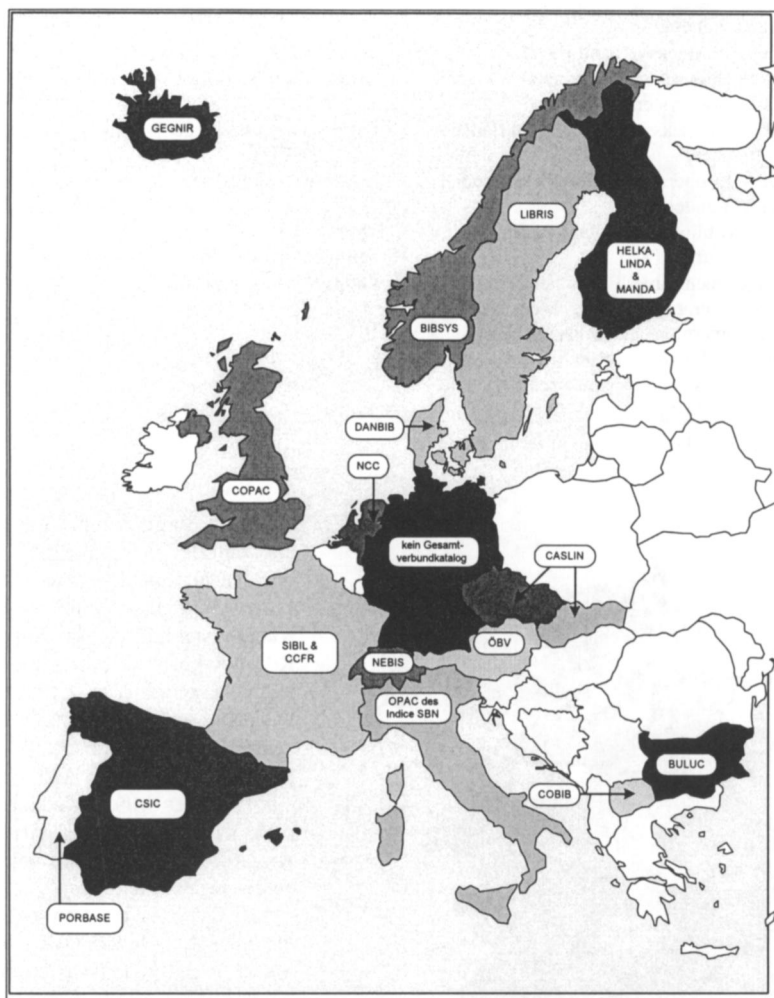 GEGNIR
LIBRIS
HELKA,
LINDA
&
MANDA
BIBSYS
DANBIB
NCC
COPAC
kein Gesamt-
verbundkatalog
CASLIN
SIBIL &
CCFR
ÖBV
NEBIS
OPAC des
Indice SBN
BULUC
CSIC
COBIB
PORBASE